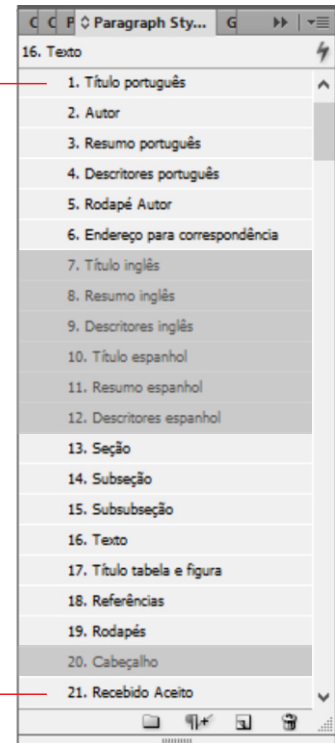 C C P Paragraph Sty... G
16. Texto
1. Título português
2. Autor
3. Resumo português
4. Descritores português
5. Rodapé Autor
6. Endereço para correspondência
7. Título inglês
8. Resumo inglês
9. Descritores inglês
10. Título espanhol
11. Resumo espanhol
12. Descritores espanhol
13. Seção
14. Subseção
15. Subsubseção
16. Texto
17. Título tabela e figura
18. Referências
19. Rodapés
20. Cabeçalho
21. Recebido Aceito